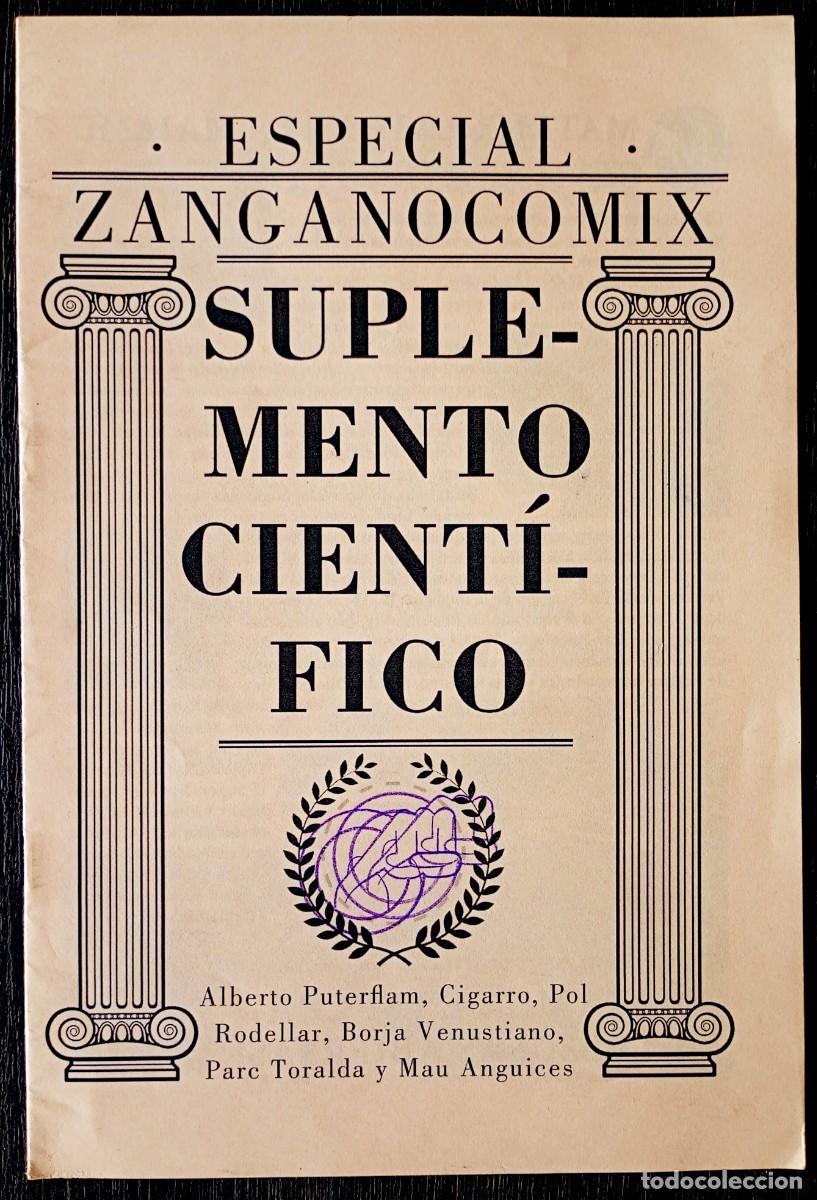 · ESPECIAL ·
ZANGANOCOMIX
SUPLE-
MENTO
CIENTÍ-
FICO
Alberto Puterflam, Cigarro, Pol
Rodellar, Borja Venustiano,
Parc Toralda y Mau Anguices
todocoleccion